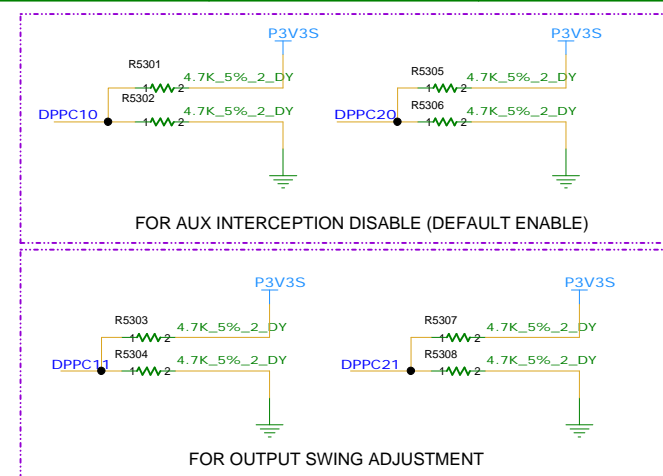 P3V3S P3V3S
R5301 4.7K_5%_2_DY R5305 4.7K_5%_2_DY
1 2 1 2
DPPC10 R5302 4.7K_5%_2_DY DPPC20 R5306 4.7K_5%_2_DY
1 2 1 2
FOR AUX INTERCEPTION DISABLE (DEFAULT ENABLE)
P3V3S P3V3S
R5303 4.7K_5%_2_DY R5307 4.7K_5%_2_DY
1 2 1 2
DPPC11 R5304 4.7K_5%_2_DY DPPC21 R5308 4.7K_5%_2_DY
1 2 1 2
FOR OUTPUT SWING ADJUSTMENT